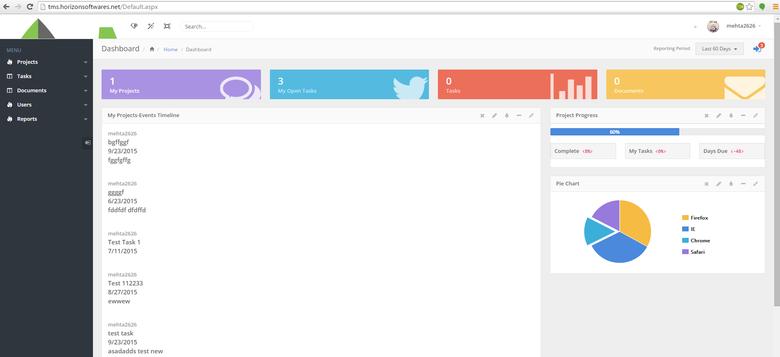 tms.horizonsoftwares.net/Default.aspx
Search...
mehta2626
MENU
Projects
Tasks
Documents
Users
Reports
Dashboard / Home / Dashboard
Reporting Period
Last 60 Days
1
My Projects
3
My Open Tasks
0
Tasks
0
Documents
My Projects-Events Timeline
mehta2626
bgffggf
9/23/2015
fggfgffg
mehta2626
ggggf
6/23/2015
fddfdf dfdffd
mehta2626
Test Task 1
7/11/2015
mehta2626
Test 112233
8/27/2015
ewwew
mehta2626
test task
9/23/2015
asadadds test new
Project Progress
60%
Complete
My Tasks
Days Due
Pie Chart
Firefox
IE
Chrome
Safari